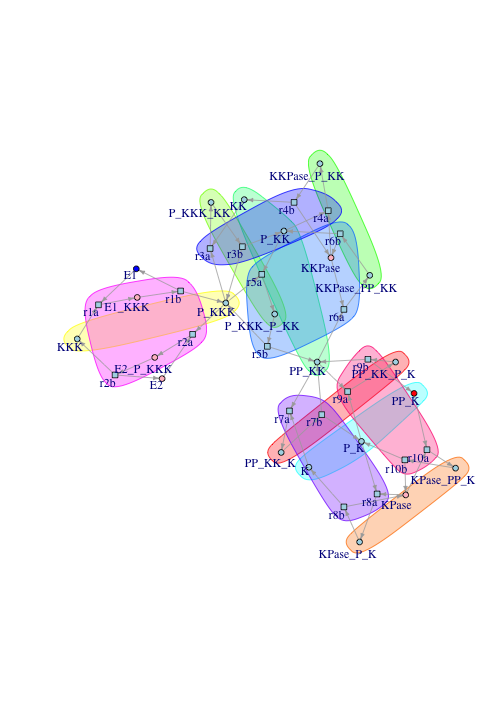 KKPase_P_KK
KK
P_KKK_KK
r4b
r4a
P_KK
r6b
r3b
r3a
KKPase
E1
r5a
KKPase_PP_KK
r1b
E1_KKK
P_KKK
r1a
r6a
P_KKK_P_KK
r2a
KKK
r5b
E2_P_KKK
r9b
PP_KK
PP_KK_P_K
r2b
E2
r9a
PP_K
r7a
r7b
P_K
r10a
PP_KK_K
K
r10b
KPase_PP_K
r8a
KPase
r8b
KPase_P_K